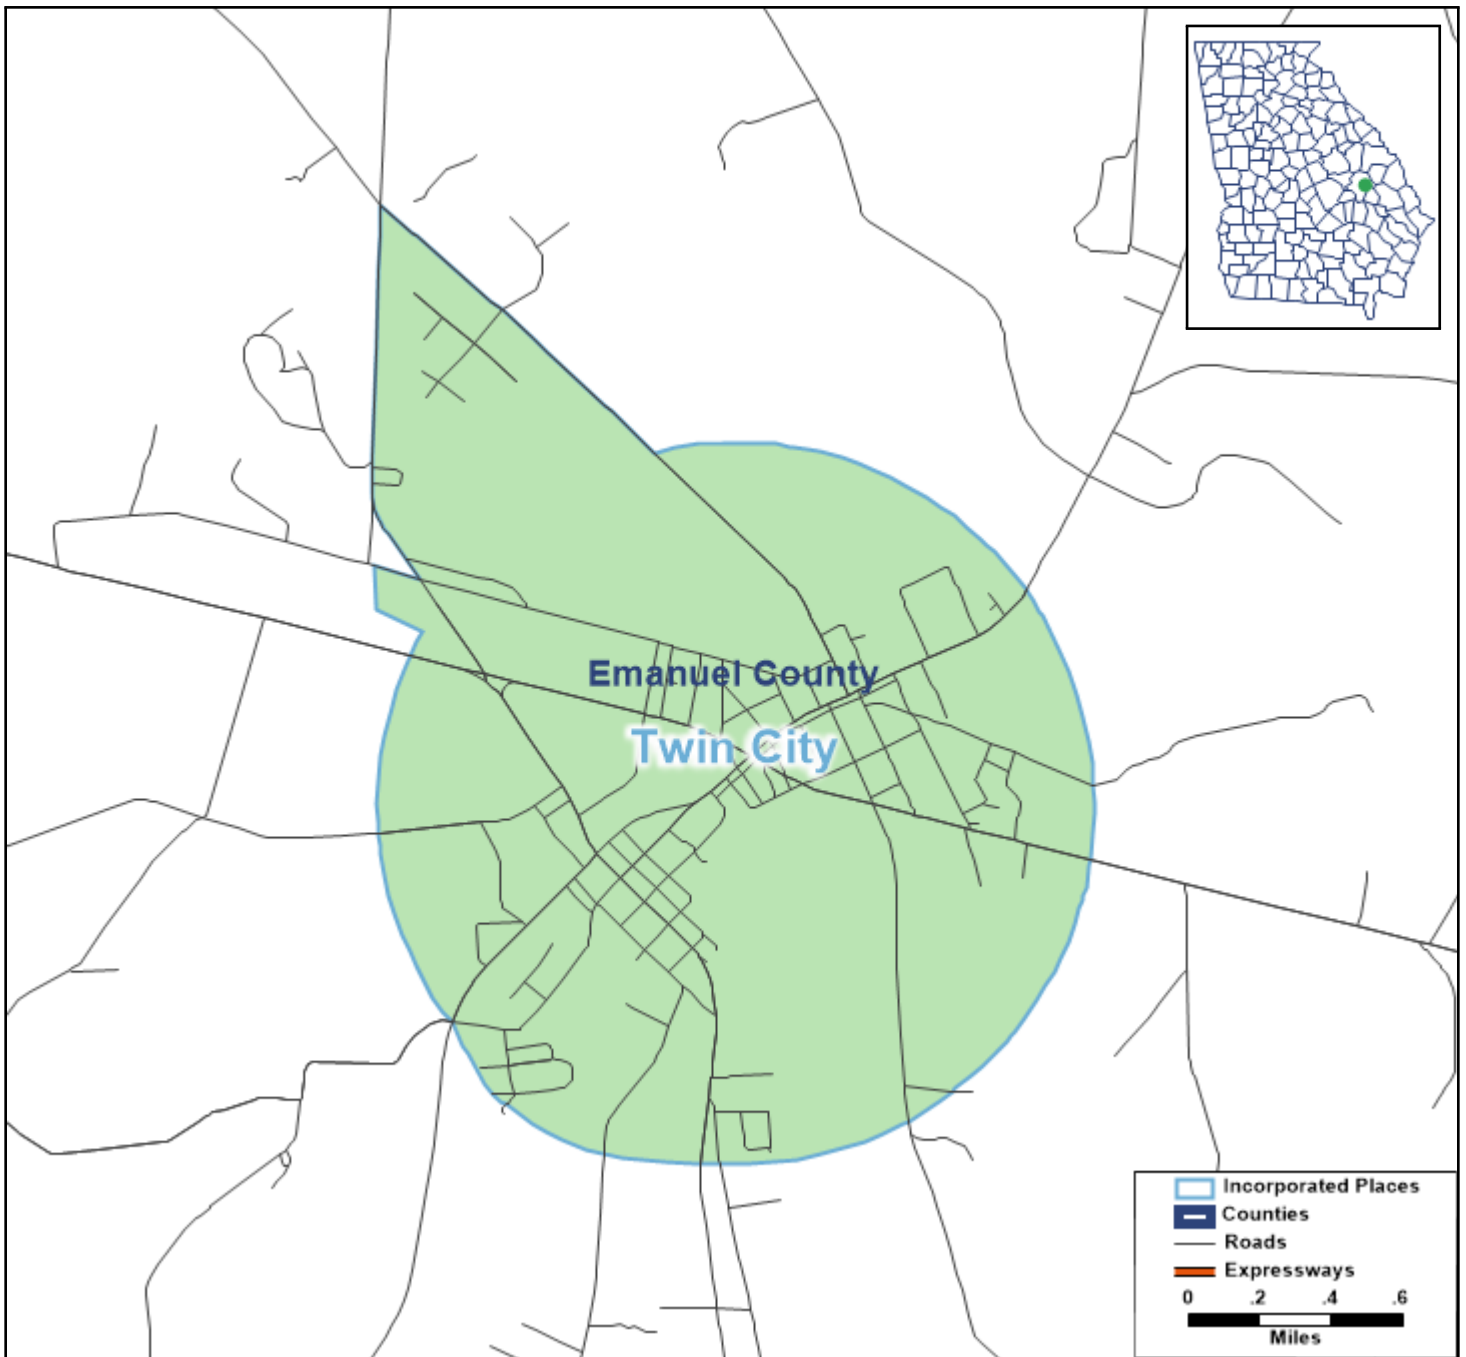 Emanuel County
Twin City
Incorporated Places
Counties
Roads
Expressways
0 .2 .4 .6
Miles